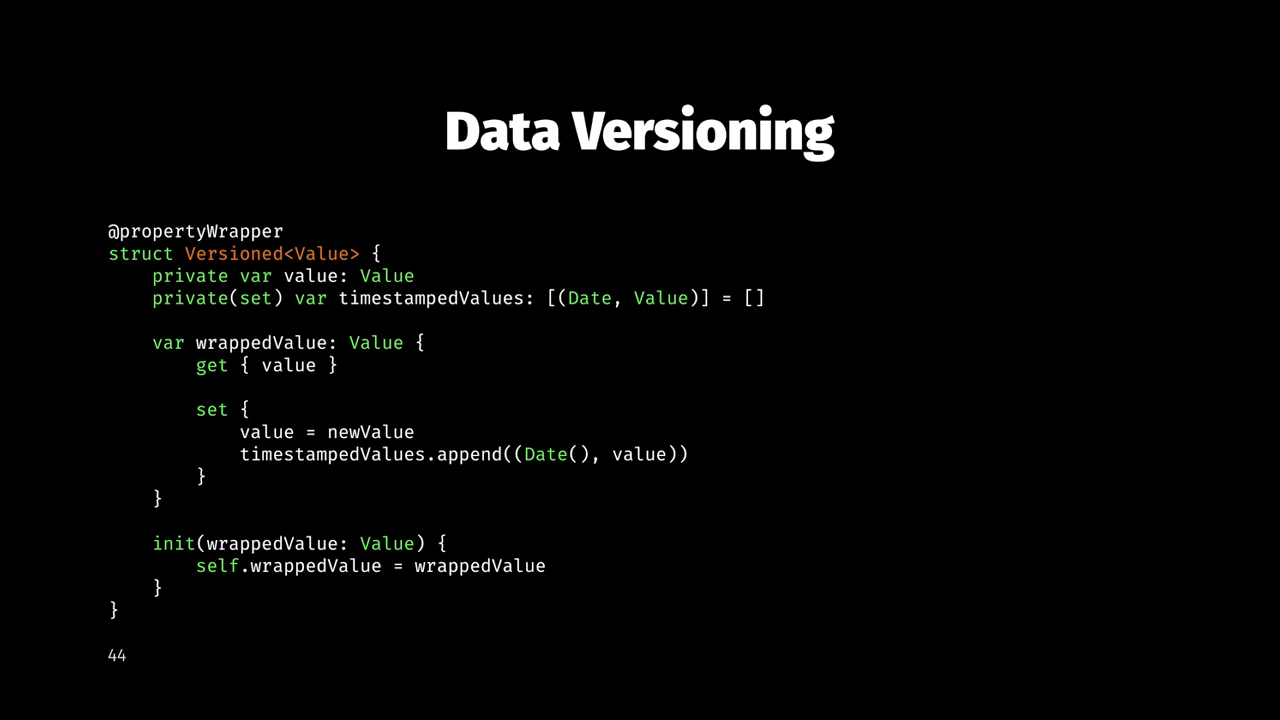 Data Versioning
@propertyWrapper
struct Versioned<Value> {
    private var value: Value
    private(set) var timestampedValues: [(Date, Value)] = []
    var wrappedValue: Value {
        get { value }
        set {
            value = newValue
            timestampedValues.append((Date(), value))
        }
    }
    init(wrappedValue: Value) {
        self.wrappedValue = wrappedValue
    }
}
44